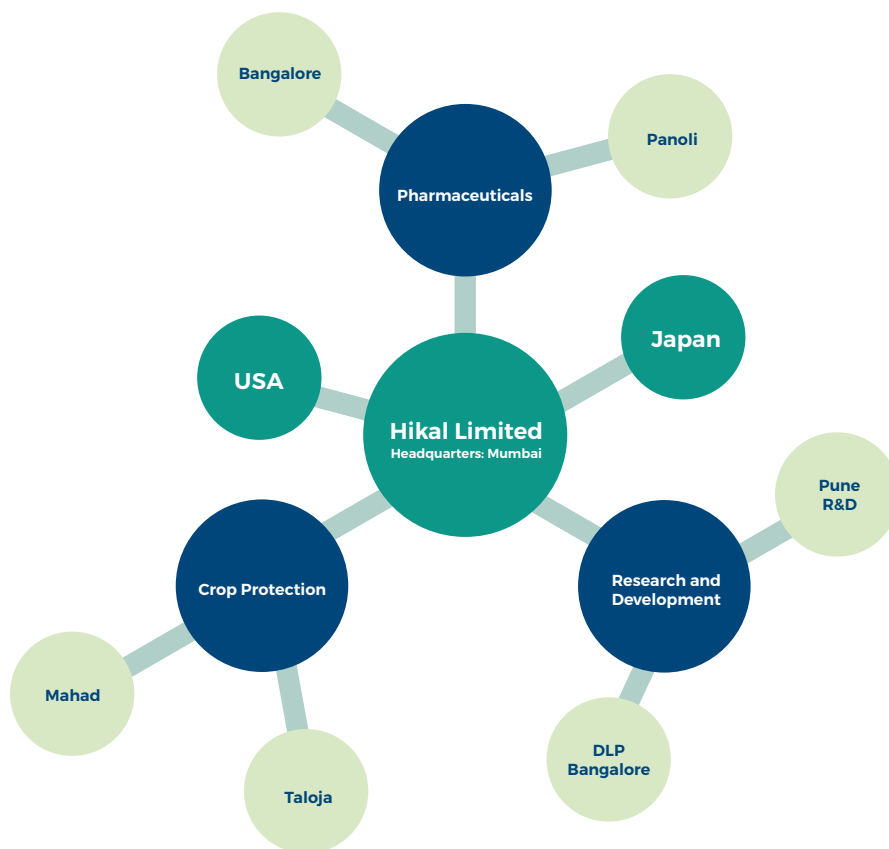 Bangalore
Panoli
Pharmaceuticals
Japan
USA
Hikal Limited
Headquarters: Mumbai
Pune
R&D
Crop Protection
Research and
Development
Mahad
DLP
Bangalore
Taloja